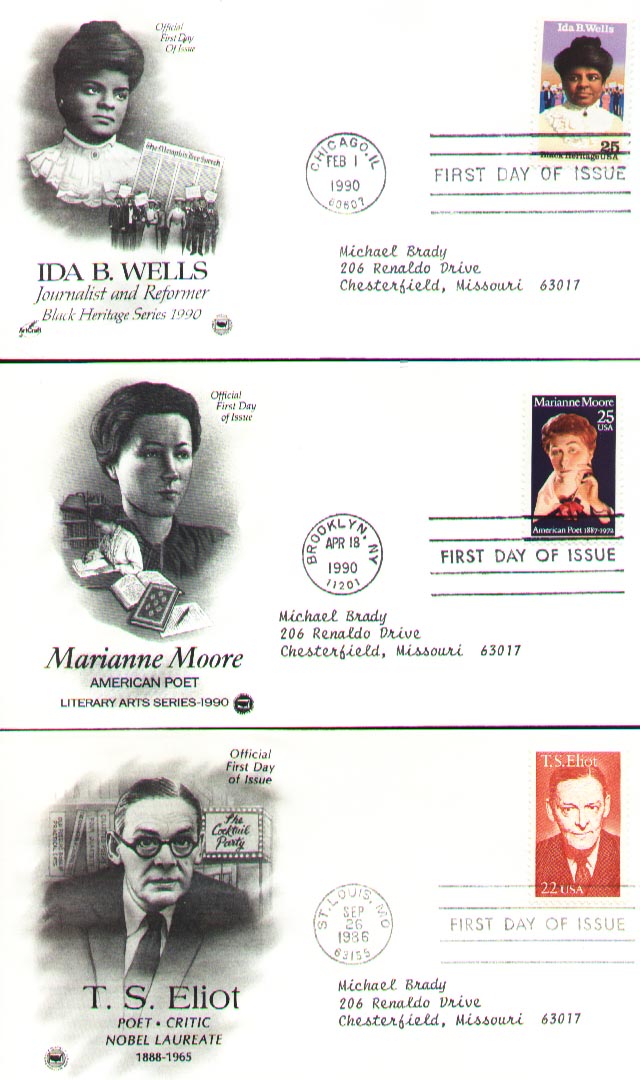 Official
First Day
Of Issue
The Memphis Free Speech
IDA B. WELLS
Journalist and Reformer
Black Heritage Series 1990
ArtCraft
CHICAGO, IL
FEB 1
1990
60607
Ida B. Wells
25
Black Heritage USA
FIRST DAY OF ISSUE
Michael Brady
206 Renaldo Drive
Chesterfield, Missouri 63017
Official
First Day
of Issue
Marianne Moore
AMERICAN POET
LITERARY ARTS SERIES-1990
BROOKLYN, NY
APR 18
1990
11201
Marianne Moore
25
USA
American Poet 1887-1972
FIRST DAY OF ISSUE
Michael Brady
206 Renaldo Drive
Chesterfield, Missouri 63017
Official
First Day
of Issue
The
Cocktail
Party
T. S. Eliot
POET • CRITIC
NOBEL LAUREATE
1888-1965
ST. LOUIS, MO
SEP
26
1986
63155
T. S. Eliot
22 USA
FIRST DAY OF ISSUE
Michael Brady
206 Renaldo Drive
Chesterfield, Missouri 63017